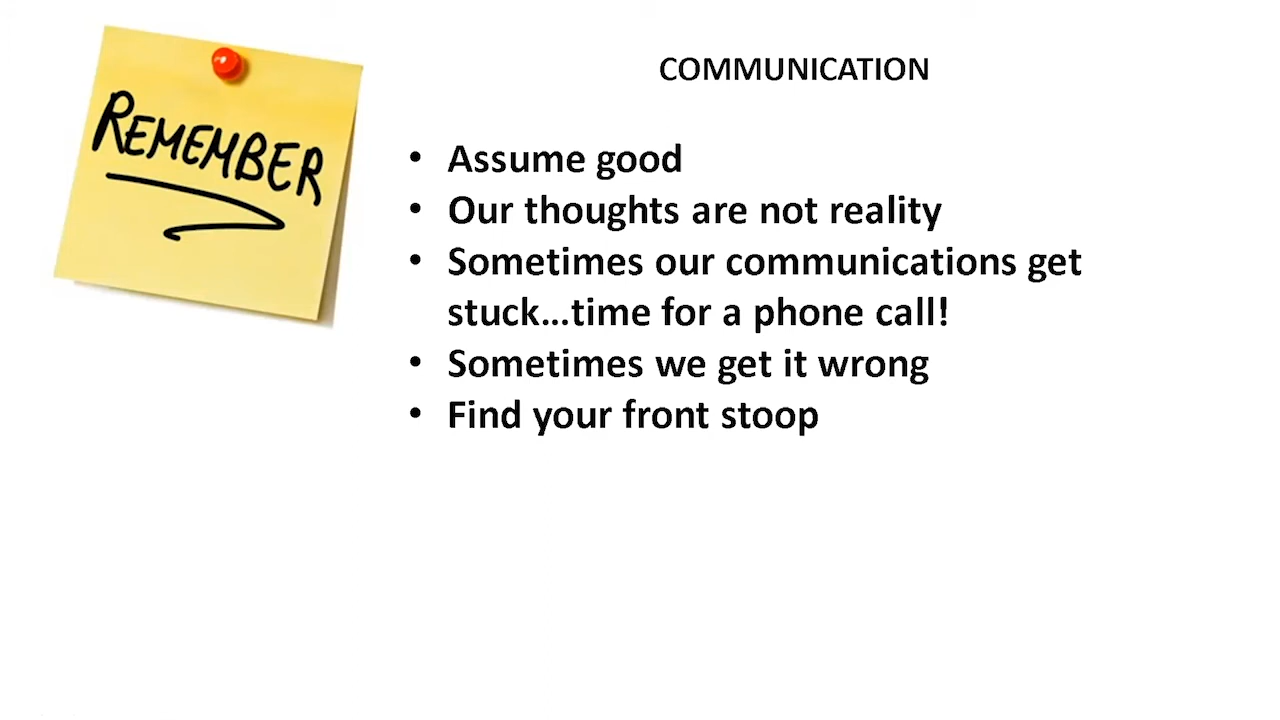 REMEMBER
COMMUNICATION
• Assume good
• Our thoughts are not reality
• Sometimes our communications get
stuck...time for a phone call!
• Sometimes we get it wrong
• Find your front stoop